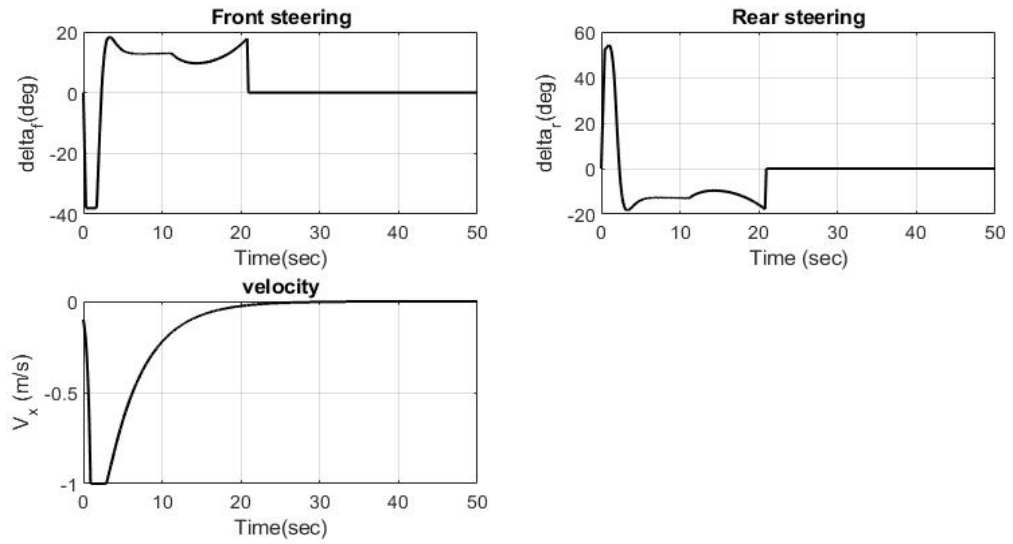 Front steering
delta_f(deg)
20
0
-20
-40
0 10 20 30 40 50
Time(sec)
Rear steering
delta_r(deg)
60
40
20
0
-20
0 10 20 30 40 50
Time (sec)
velocity
V_x (m/s)
0
-0.5
-1
0 10 20 30 40 50
Time(sec)